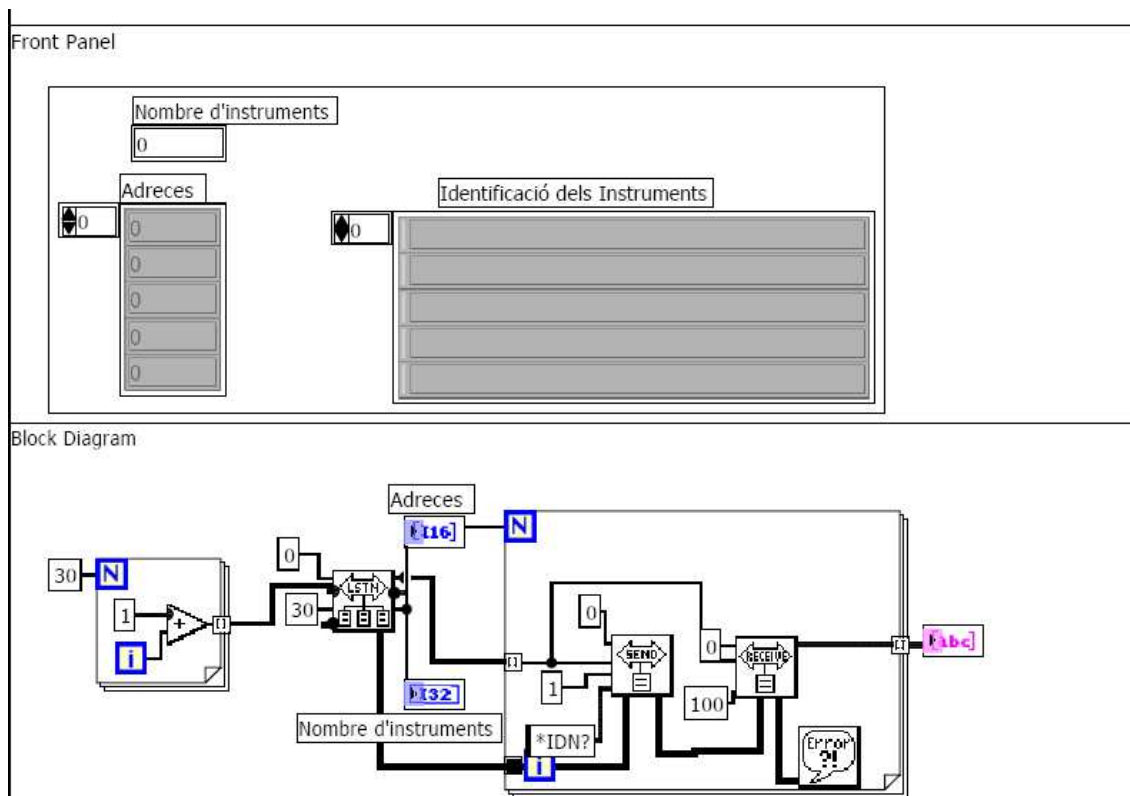 Front Panel
Nombre d'instruments
0
Adreces
Identificació dels Instruments
0
0
0
0
0
0
0
Block Diagram
Adreces
[I16]
N
0
30
N
LSTN
1
30
+
i
0
SEND
0
RECEIVE
[abc]
[I32]
1
100
Nombre d'instruments
*IDN?
i
Error
?!